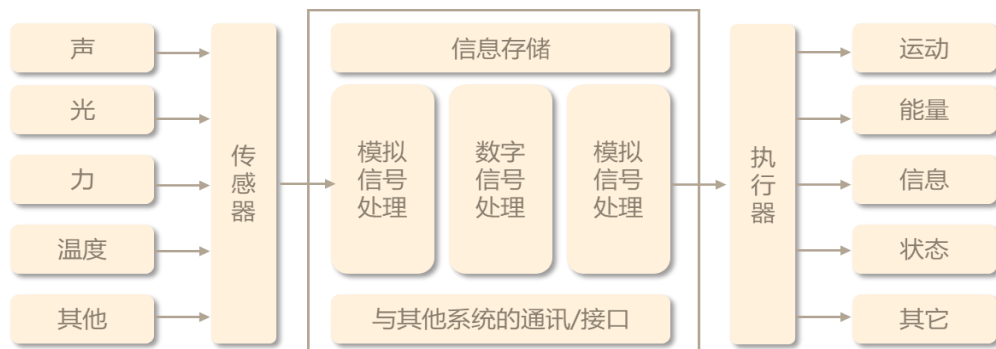 声
光
力
温度
其他
传
感
器
信息存储
模拟
信号
处理
数字
信号
处理
模拟
信号
处理
与其他系统的通讯/接口
执
行
器
运动
能量
信息
状态
其它